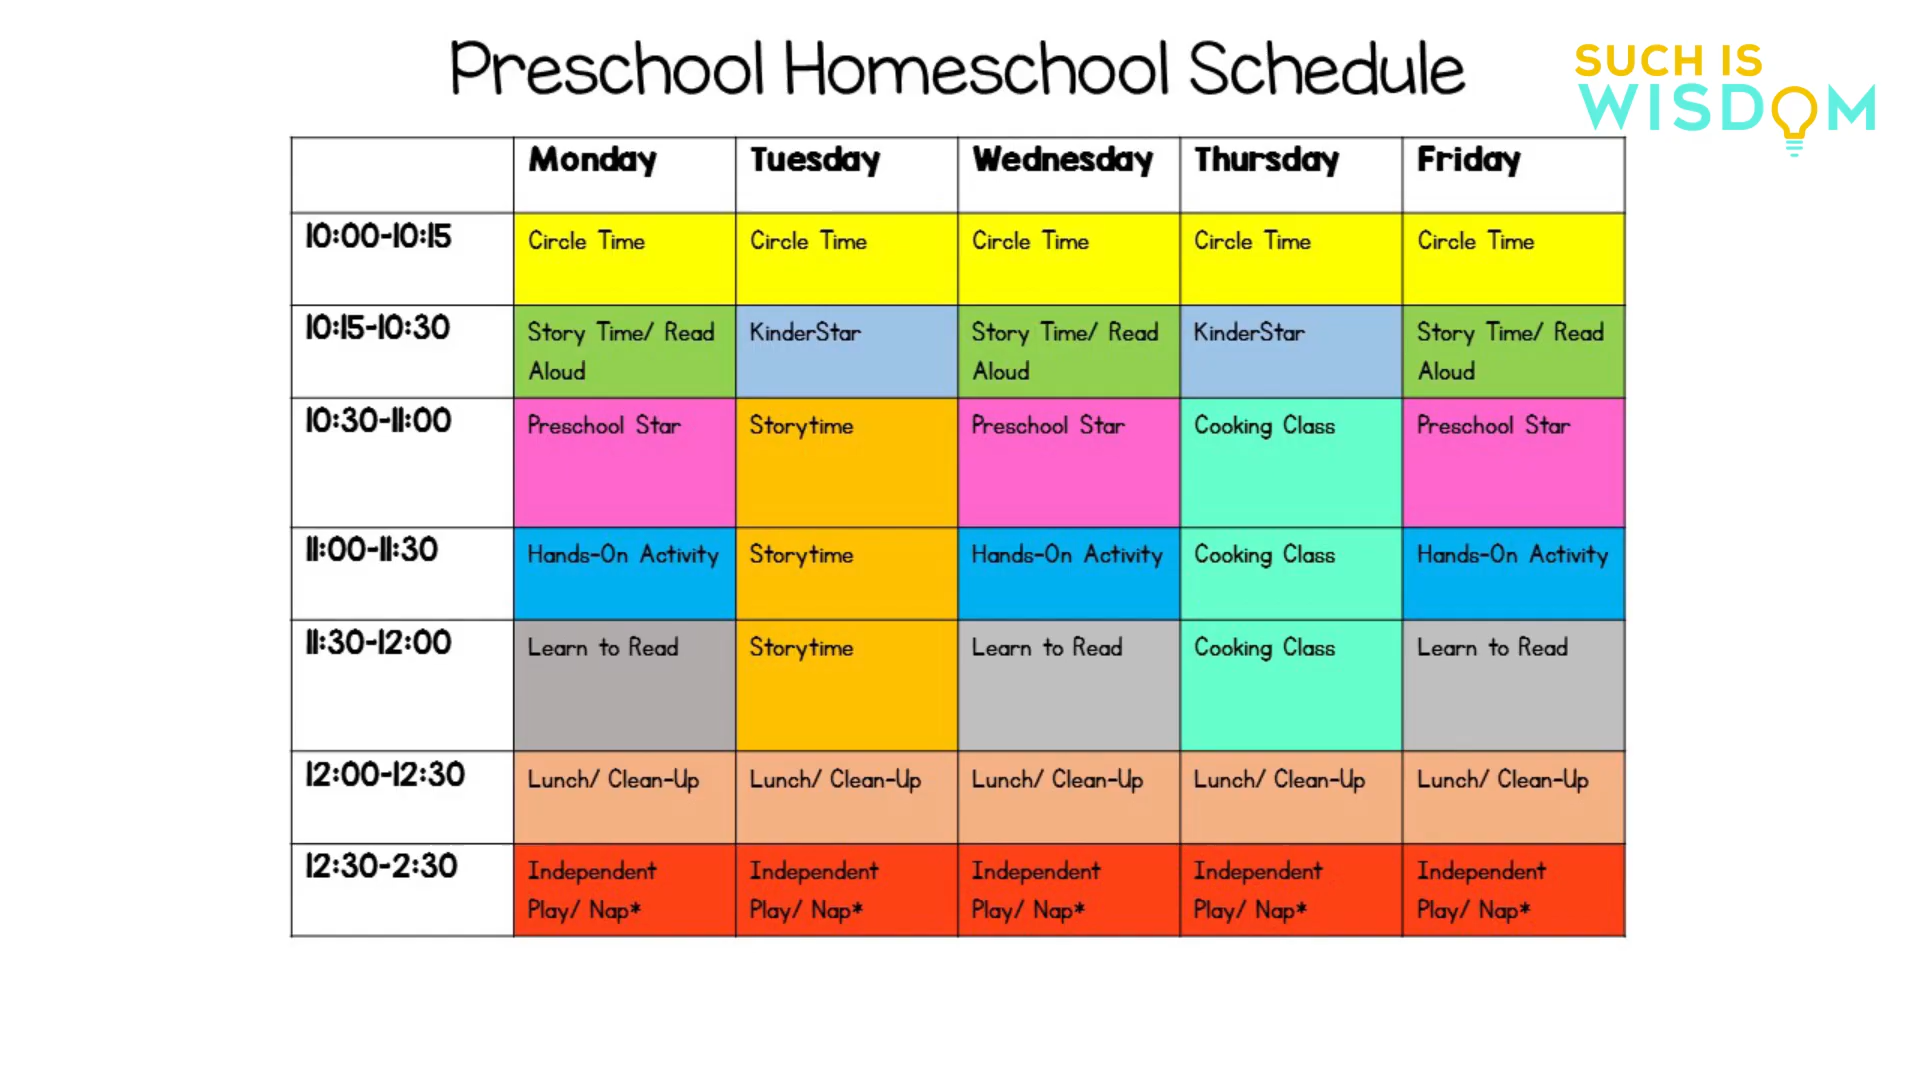 Preschool Homeschool Schedule
SUCH IS
WISDOM
Monday Tuesday Wednesday Thursday Friday
10:00-10:15 Circle Time Circle Time Circle Time Circle Time Circle Time
10:15-10:30 Story Time/ Read KinderStar Story Time/ Read KinderStar Story Time/ Read
Aloud Aloud Aloud
10:30-11:00 Preschool Star Storytime Preschool Star Cooking Class Preschool Star
11:00-11:30 Hands-On Activity Storytime Hands-On Activity Cooking Class Hands-On Activity
11:30-12:00 Learn to Read Storytime Learn to Read Cooking Class Learn to Read
12:00-12:30 Lunch/ Clean-Up Lunch/ Clean-Up Lunch/ Clean-Up Lunch/ Clean-Up Lunch/ Clean-Up
12:30-2:30 Independent Independent Independent Independent Independent
Play/ Nap* Play/ Nap* Play/ Nap* Play/ Nap* Play/ Nap*